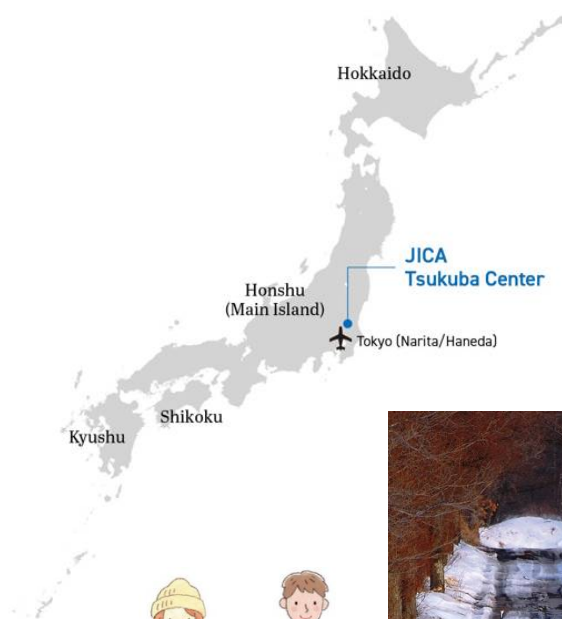 Hokkaido
JICA
Tsukuba Center
Honshu
(Main Island)
Tokyo (Narita/Haneda)
Shikoku
Kyushu